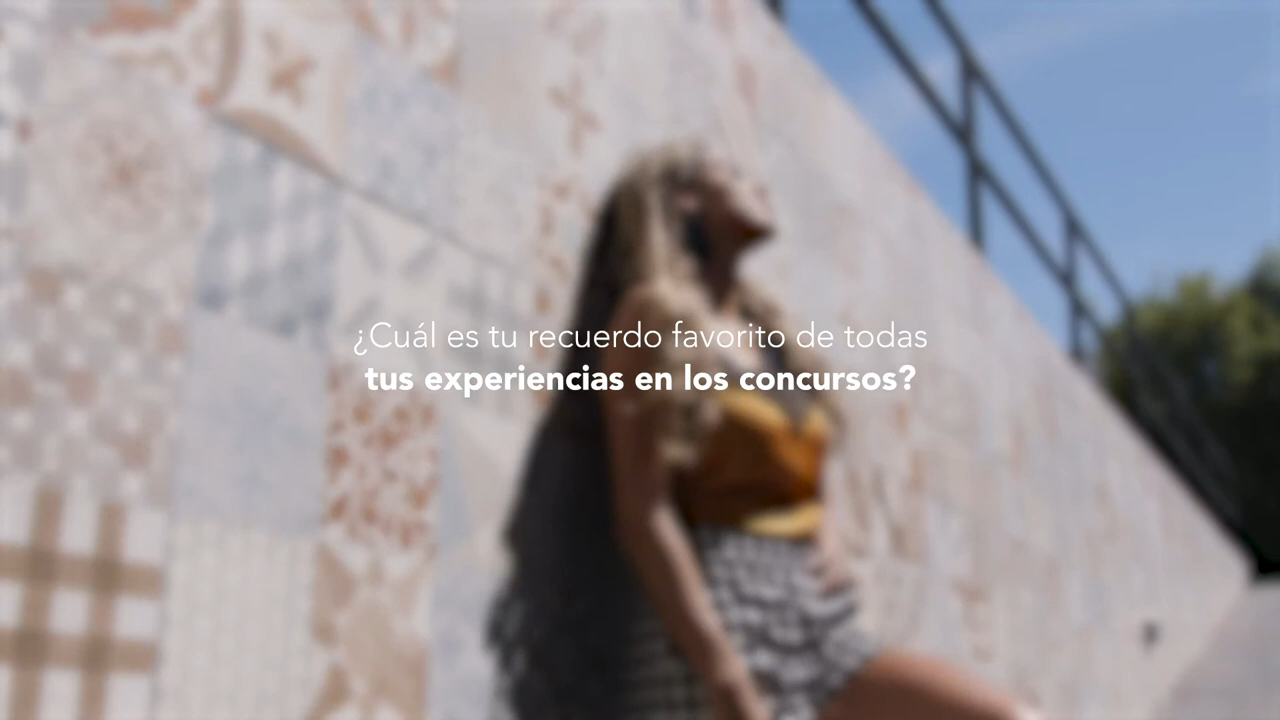 ¿Cuál es tu recuerdo favorito de todas
tus experiencias en los concursos?